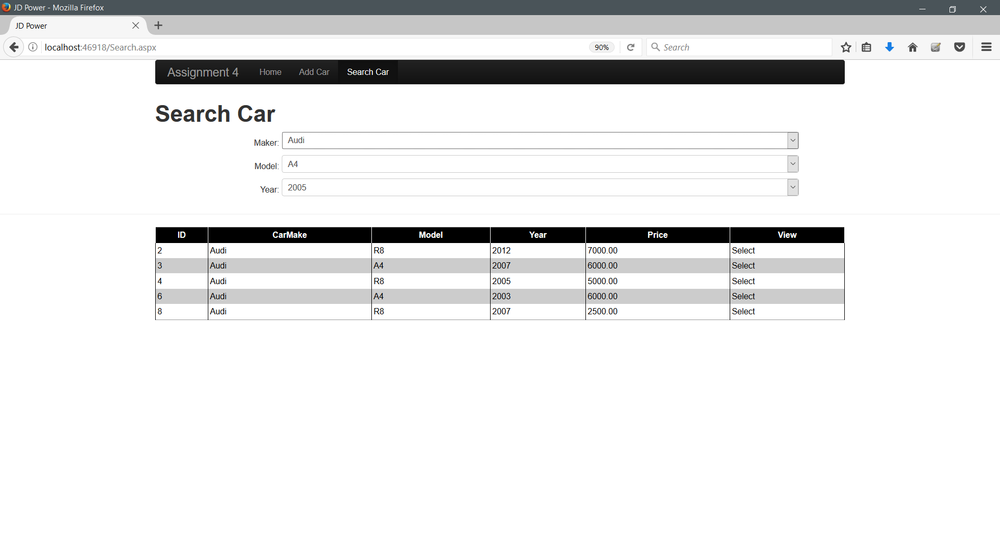 JD Power - Mozilla Firefox
JD Power
localhost:46918/Search.aspx 90% Search
Assignment 4 Home Add Car Search Car
Search Car
Maker: Audi
Model: A4
Year: 2005
ID CarMake Model Year Price View
2 Audi R8 2012 7000.00 Select
3 Audi A4 2007 6000.00 Select
4 Audi R8 2005 5000.00 Select
6 Audi A4 2003 6000.00 Select
8 Audi R8 2007 2500.00 Select